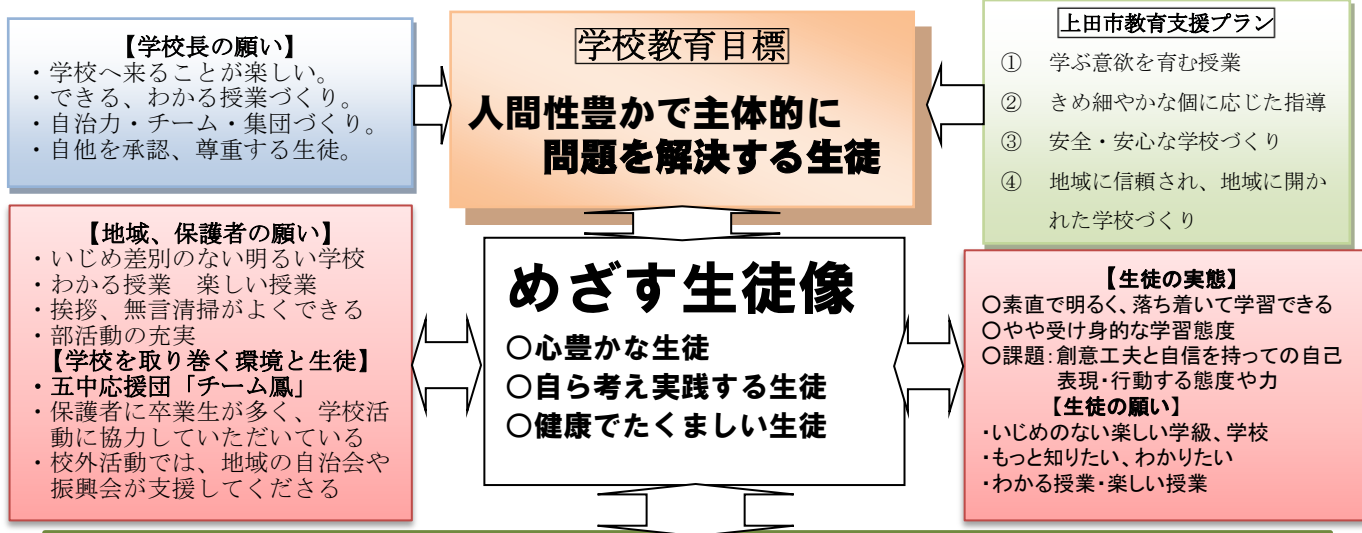 【学校長の願い】
・学校へ来ることが楽しい。
・できる、わかる授業づくり。
・自治力・チーム・集団づくり。
・自他を承認、尊重する生徒。
学校教育目標
人間性豊かで主体的に
問題を解決する生徒
上田市教育支援プラン
① 学ぶ意欲を育む授業
② きめ細やかな個に応じた指導
③ 安全・安心な学校づくり
④ 地域に信頼され、地域に開か
れた学校づくり
【地域、保護者の願い】
・いじめ差別のない明るい学校
・わかる授業 楽しい授業
・挨拶、無言清掃がよくできる
・部活動の充実
【学校を取り巻く環境と生徒】
・五中応援団「チーム鳳」
・保護者に卒業生が多く、学校活
動に協力していただいている
・校外活動では、地域の自治会や
振興会が支援してくださる
めざす生徒像
○心豊かな生徒
○自ら考え実践する生徒
○健康でたくましい生徒
【生徒の実態】
○素直で明るく、落ち着いて学習できる
○やや受け身的な学習態度
○課題：創意工夫と自信を持っての自己
表現・行動する態度や力
【生徒の願い】
・いじめのない楽しい学級、学校
・もっと知りたい、わかりたい
・わかる授業・楽しい授業